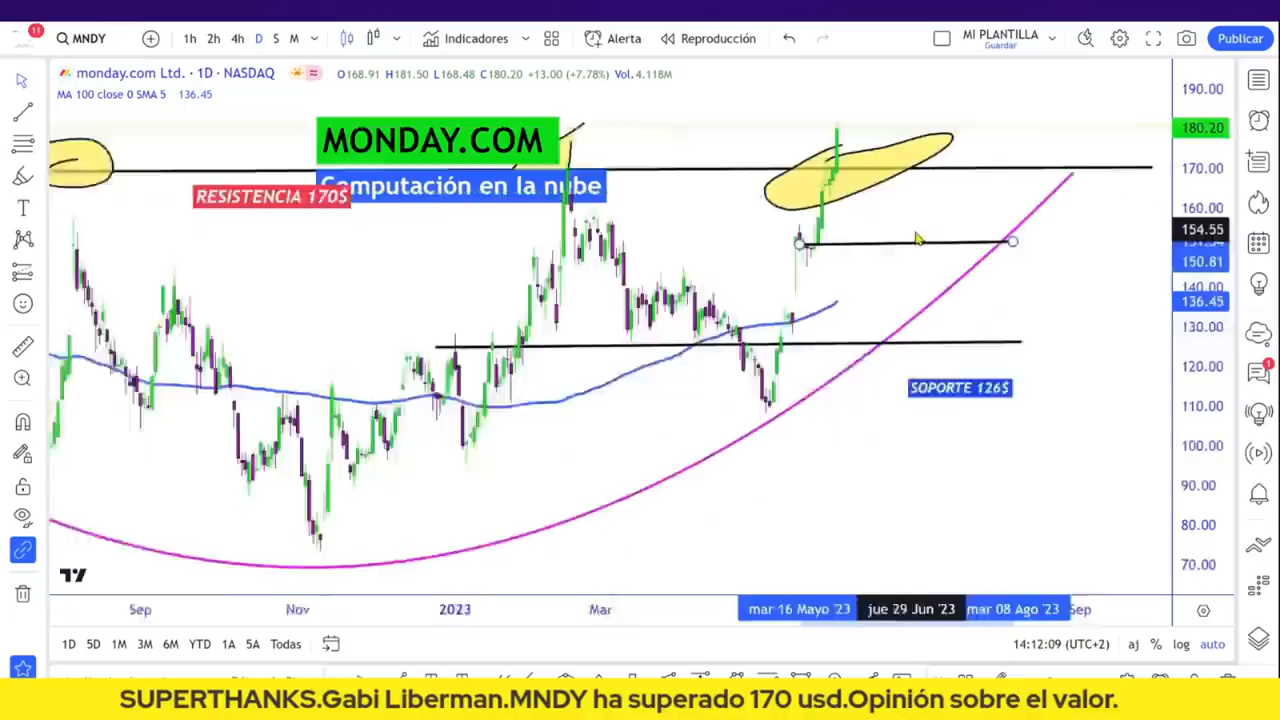 11
MNDY
1h 2h 4h D S M
Indicadores
Alerta
Reproducción
MI PLANTILLA
Guardar
Publicar
monday.com Ltd. · 1D · NASDAQ
O168.91 H181.50 L168.48 C180.20 +13.00 (+7.78%) Vol.4.118M
MA 100 close 0 SMA 5 136.45
190.00
180.20
170.00
160.00
154.55
150.81
140.00
136.45
130.00
120.00
110.00
100.00
90.00
80.00
70.00
MONDAY.COM
Computación en la nube
RESISTENCIA 170$
SOPORTE 126$
Sep Nov 2023 Mar mar 16 Mayo '23 jue 29 Jun '23 mar 08 Ago '23 Sep
1D 5D 1M 3M 6M YTD 1A 5A Todas
14:12:09 (UTC+2) aj % log auto
1
SUPERTHANKS.Gabi Liberman.MNDY ha superado 170 usd.Opinión sobre el valor.